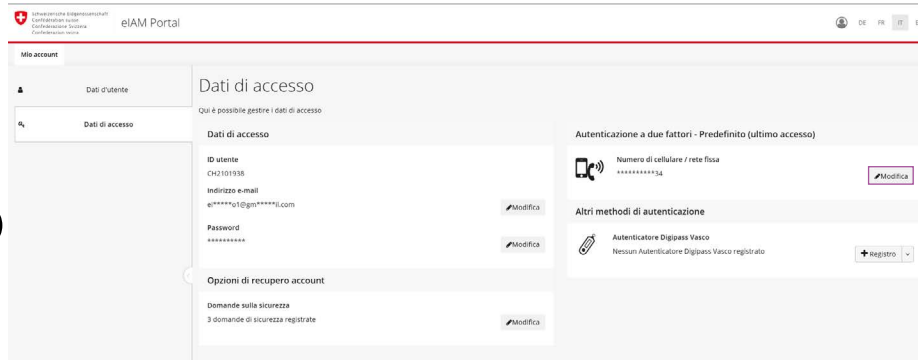 Schweizerische Eidgenossenschaft
Confédération suisse
Confederazione Svizzera
Confederaziun svizra
eIAM Portal
DE FR IT E
Mio account
Dati d'utente
Dati di accesso
Dati di accesso
Qui è possibile gestire i dati di accesso
Dati di accesso
ID utente
CH2101938
Indirizzo e-mail
ei*****o1@gm*****il.com
Modifica
Password
**********
Modifica
Opzioni di recupero account
Domande sulla sicurezza
3 domande di sicurezza registrate
Modifica
Autenticazione a due fattori - Predefinito (ultimo accesso)
Numero di cellulare / rete fissa
**********34
Modifica
Altri methodi di autenticazione
Autenticatore Digipass Vasco
Nessun Autenticatore Digipass Vasco registrato
Registro